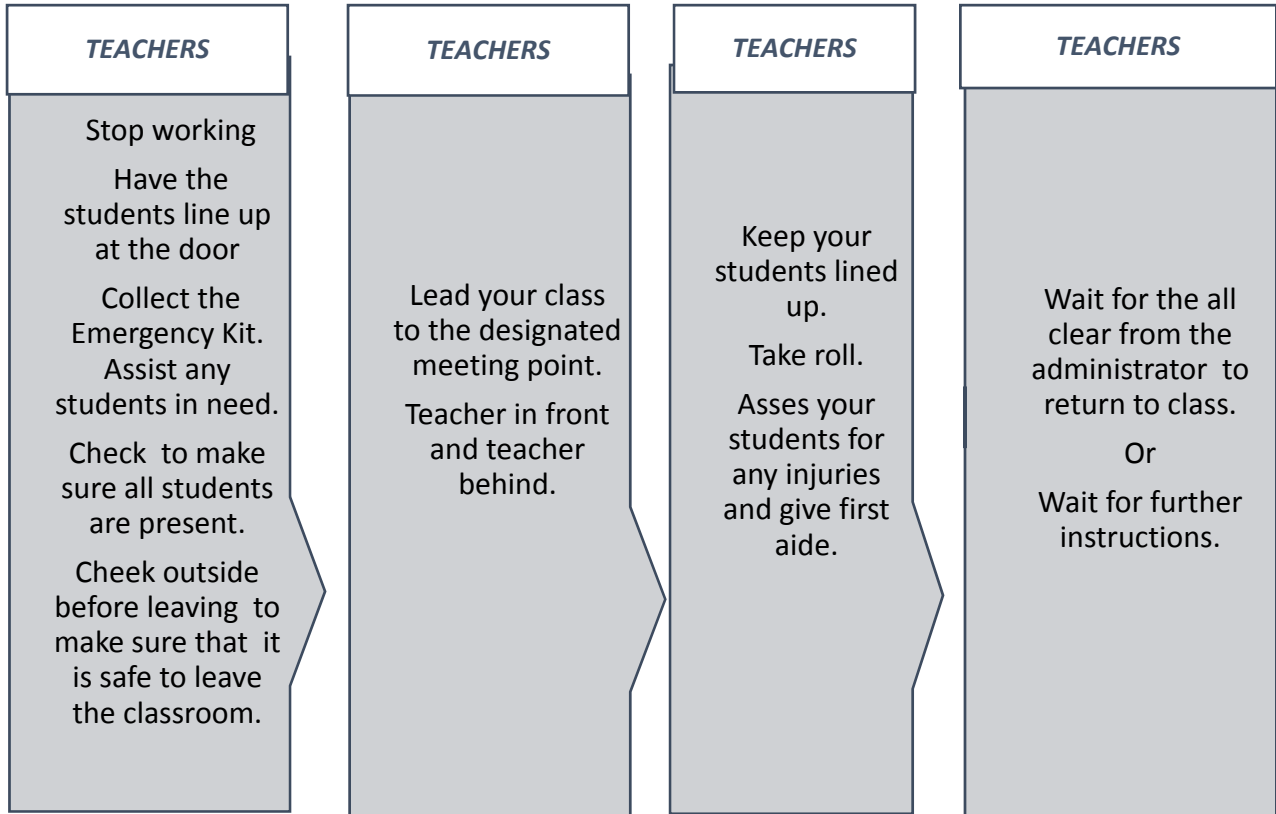 TEACHERS
Stop working
Have the
students line up
at the door
Collect the
Emergency Kit.
Assist any
students in need.
Check to make
sure all students
are present.
Cheek outside
before leaving to
make sure that it
is safe to leave
the classroom.
TEACHERS
Lead your class
to the designated
meeting point.
Teacher in front
and teacher
behind.
TEACHERS
Keep your
students lined
up.
Take roll.
Asses your
students for
any injuries
and give first
aide.
TEACHERS
Wait for the all
clear from the
administrator to
return to class.
Or
Wait for further
instructions.